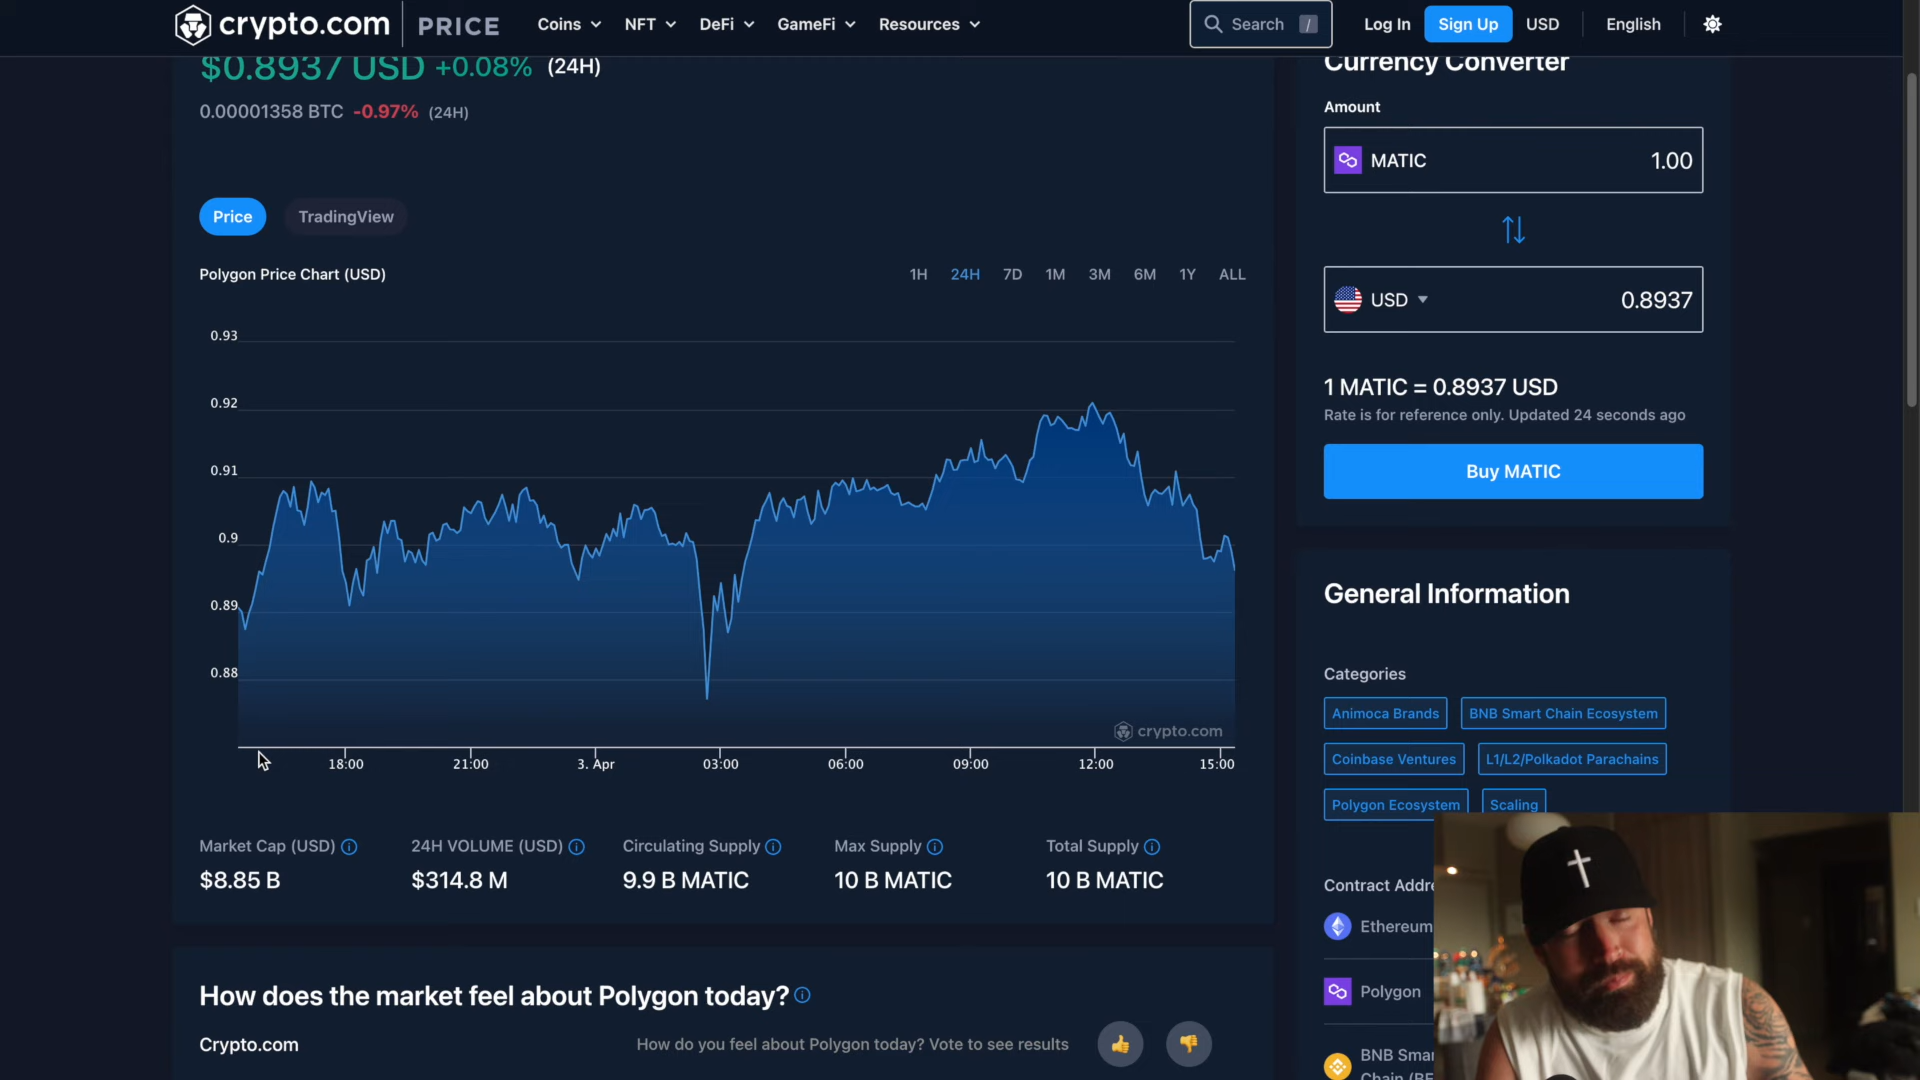 crypto.com PRICE Coins NFT DeFi GameFi Resources Search / Log In Sign Up USD English
$0.8937 USD +0.08% (24H)
0.00001358 BTC -0.97% (24H)
Price TradingView
Polygon Price Chart (USD) 1H 24H 7D 1M 3M 6M 1Y ALL
0.93
0.92
0.91
0.9
0.89
0.88
crypto.com
18:00 21:00 3. Apr 03:00 06:00 09:00 12:00 15:00
Market Cap (USD) 24H VOLUME (USD) Circulating Supply Max Supply Total Supply
$8.85 B $314.8 M 9.9 B MATIC 10 B MATIC 10 B MATIC
How does the market feel about Polygon today?
Crypto.com How do you feel about Polygon today? Vote to see results
Currency Converter
Amount
MATIC 1.00
USD 0.8937
1 MATIC = 0.8937 USD
Rate is for reference only. Updated 24 seconds ago
Buy MATIC
General Information
Categories
Animoca Brands BNB Smart Chain Ecosystem
Coinbase Ventures L1/L2/Polkadot Parachains
Polygon Ecosystem Scaling
Contract Addre
Ethereum
Polygon
BNB Smar
Chain (BE